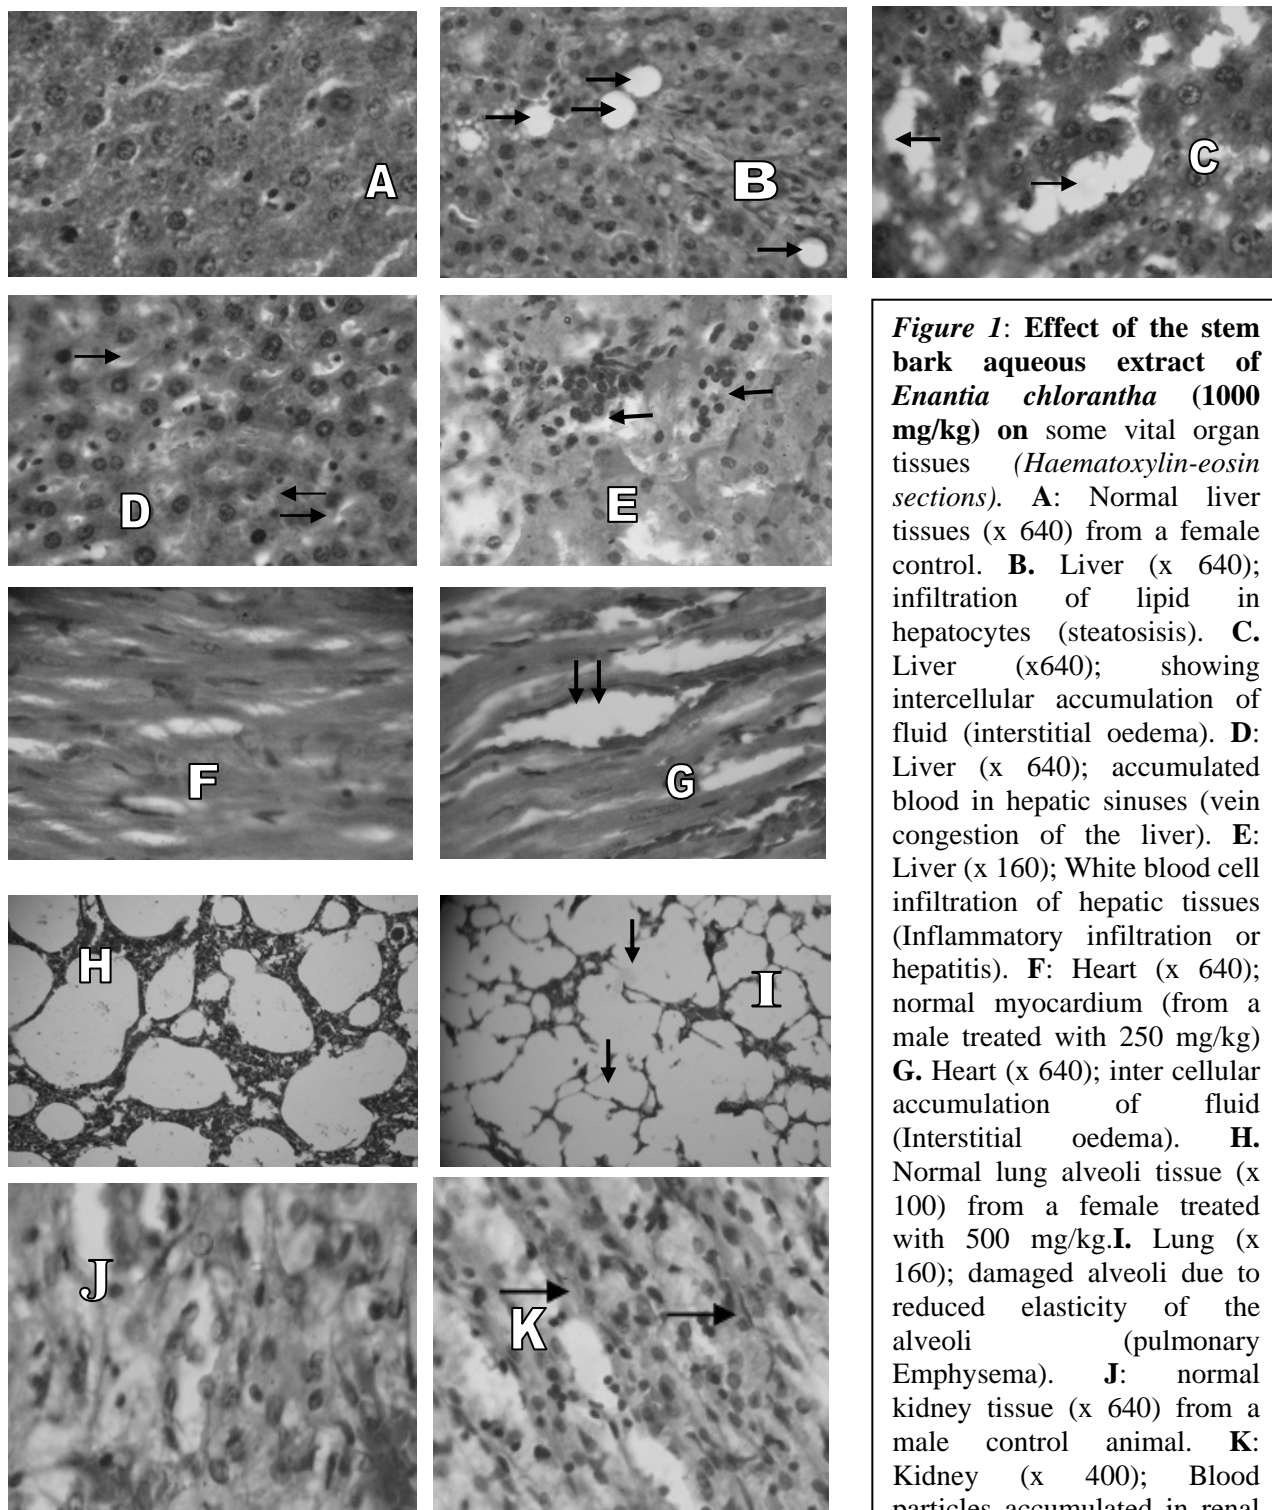 A
B
C
D
E
F
G
H
I
J
K
Figure 1: Effect of the stem
bark aqueous extract of
Enantia chlorantha (1000
mg/kg) on some vital organ
tissues (Haematoxylin-eosin
sections). A: Normal liver
tissues (x 640) from a female
control. B. Liver (x 640);
infiltration of lipid in
hepatocytes (steatosisis). C.
Liver (x640); showing
intercellular accumulation of
fluid (interstitial oedema). D:
Liver (x 640); accumulated
blood in hepatic sinuses (vein
congestion of the liver). E:
Liver (x 160); White blood cell
infiltration of hepatic tissues
(Inflammatory infiltration or
hepatitis). F: Heart (x 640);
normal myocardium (from a
male treated with 250 mg/kg)
G. Heart (x 640); inter cellular
accumulation of fluid
(Interstitial oedema). H.
Normal lung alveoli tissue (x
100) from a female treated
with 500 mg/kg.I. Lung (x
160); damaged alveoli due to
reduced elasticity of the
alveoli (pulmonary
Emphysema). J: normal
kidney tissue (x 640) from a
male control animal. K:
Kidney (x 400); Blood
particles accumulated in renal